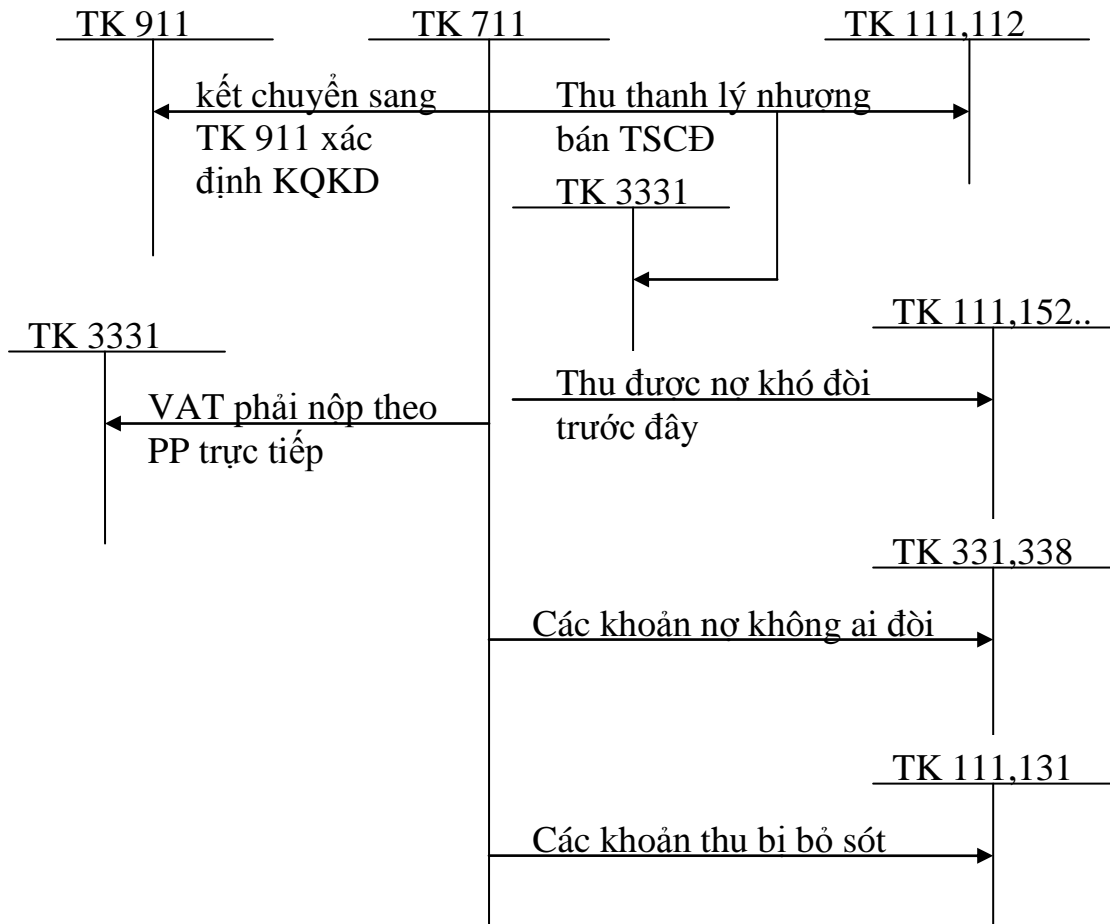 TK 911
TK 711
TK 111,112
kết chuyển sang
TK 911 xác
định KQKD
Thu thanh lý nhượng
bán TSCĐ
TK 3331
TK 111,152..
TK 3331
Thu được nợ khó đòi
trước đây
VAT phải nộp theo
PP trực tiếp
TK 331,338
Các khoản nợ không ai đòi
TK 111,131
Các khoản thu bị bỏ sót